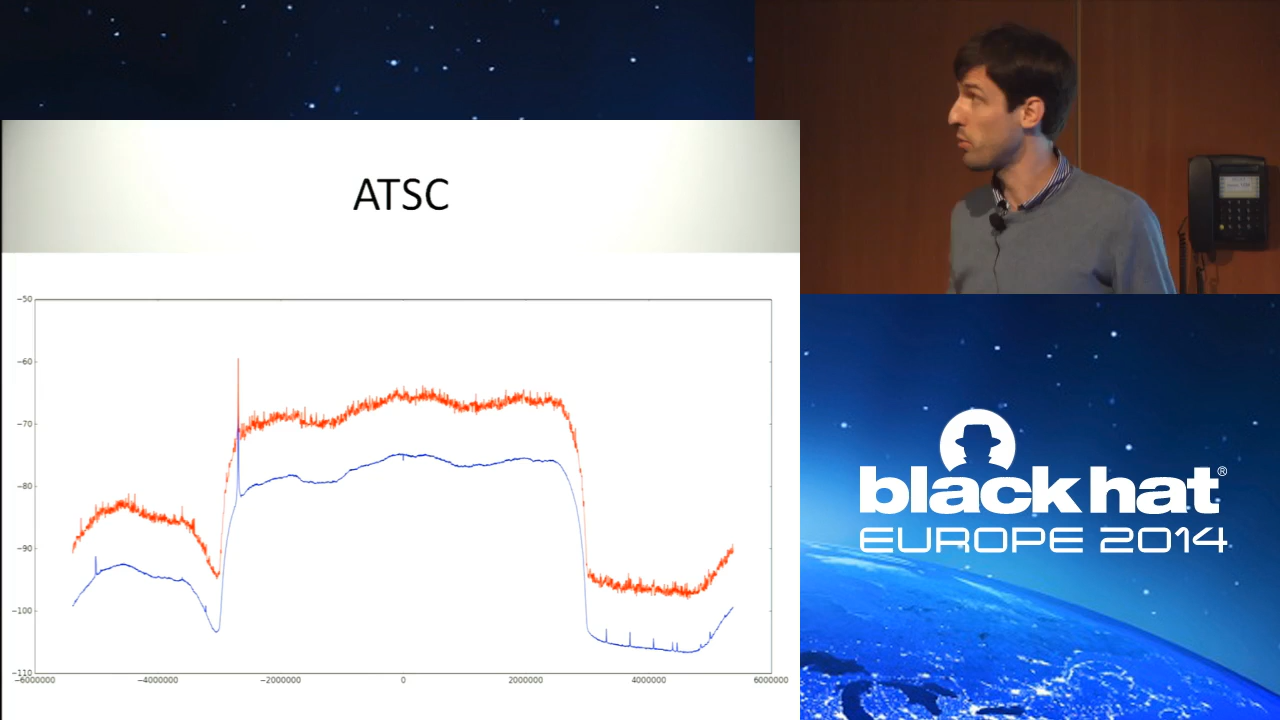 ATSC
−50
−60
−70
−80
−90
−100
−110
−6000000 −4000000 −2000000 0 2000000 4000000 6000000
black hat®
EUROPE 2014